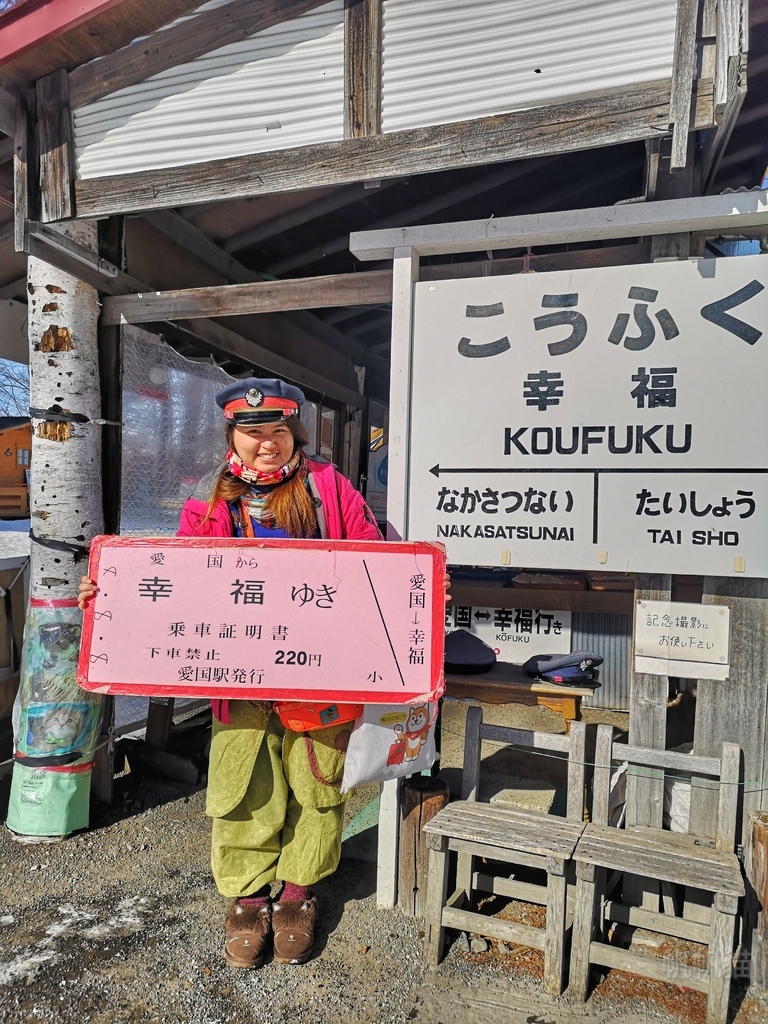 こうふく
幸福
KOUFUKU
なかさつない たいしょう
NAKASATSUNAI TAI SHO
愛国から
幸福ゆき
乗車証明書
下車禁止 220円
愛国駅発行 小
愛国→幸福
愛国↔幸福行き
KŌFUKU
記念撮影に
お使い下さい